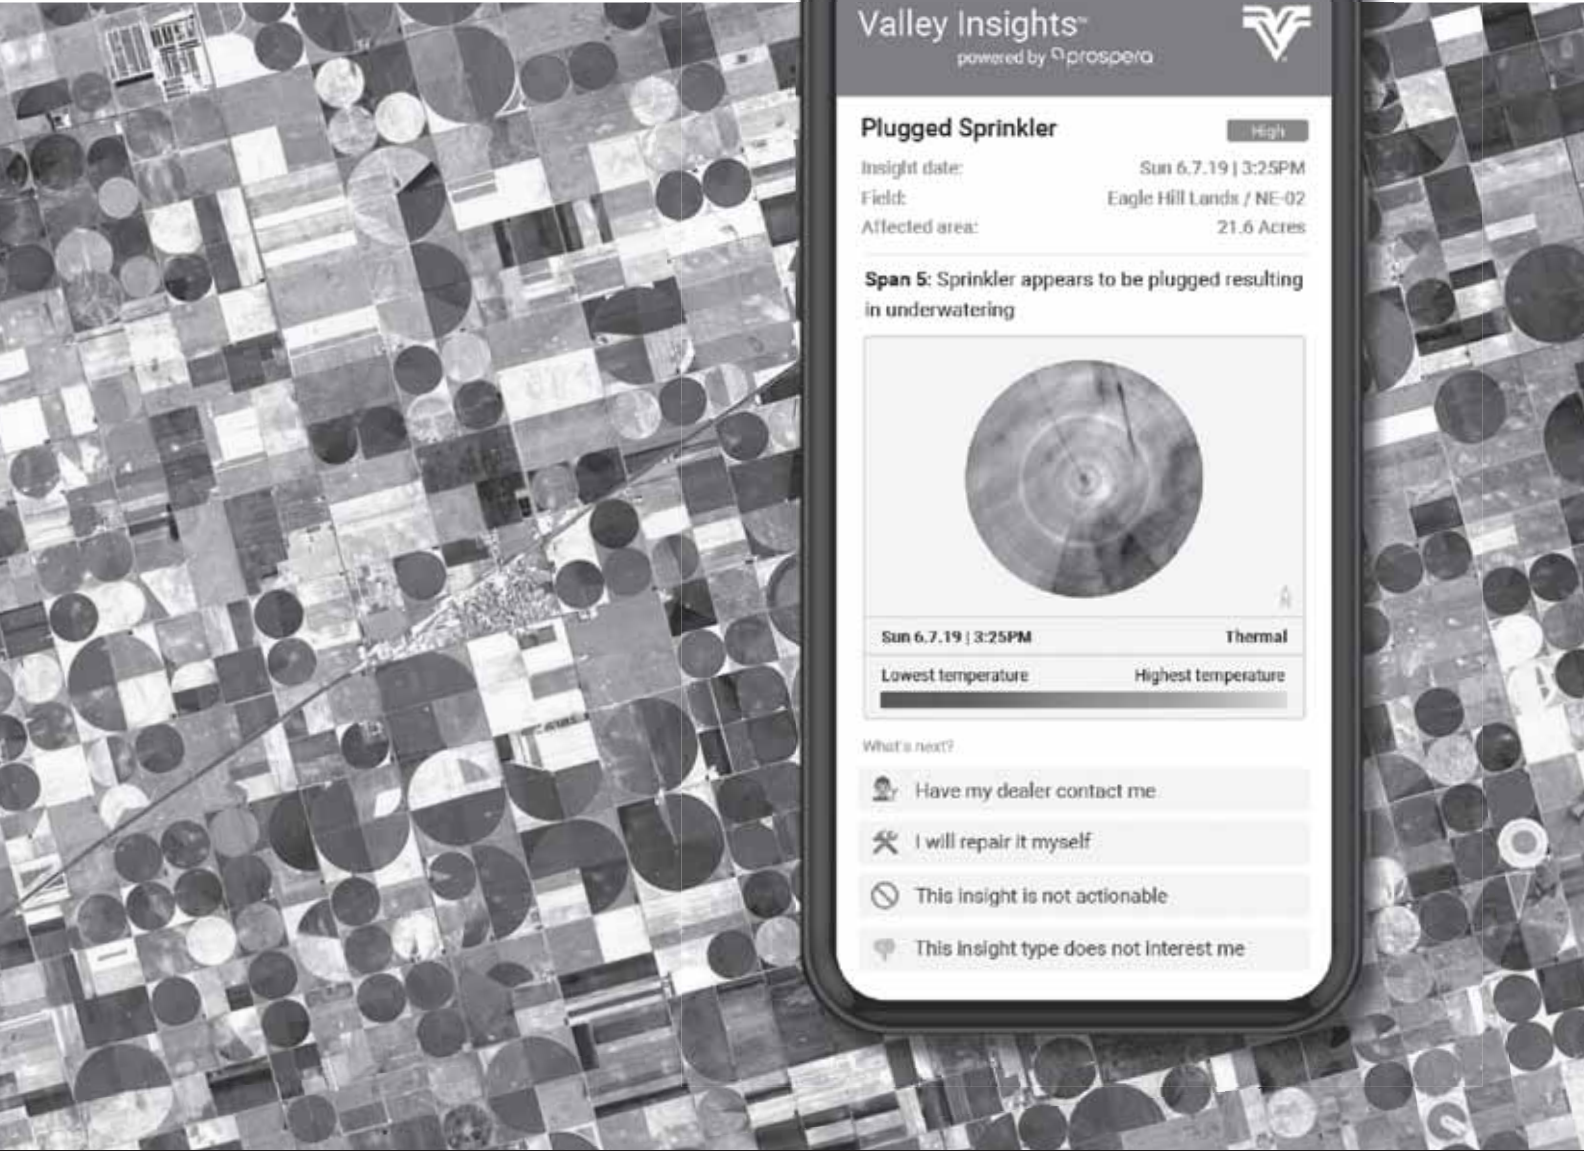 Valley Insights™
powered by prospera
Plugged Sprinkler
High
Insight date: Sun 6.7.19 | 3:25PM
Field: Eagle Hill Lands / NE-02
Affected area: 21.6 Acres
Span 5: Sprinkler appears to be plugged resulting
in underwatering
N
Sun 6.7.19 | 3:25PM Thermal
Lowest temperature Highest temperature
What's next?
Have my dealer contact me
I will repair it myself
This insight is not actionable
This insight type does not interest me